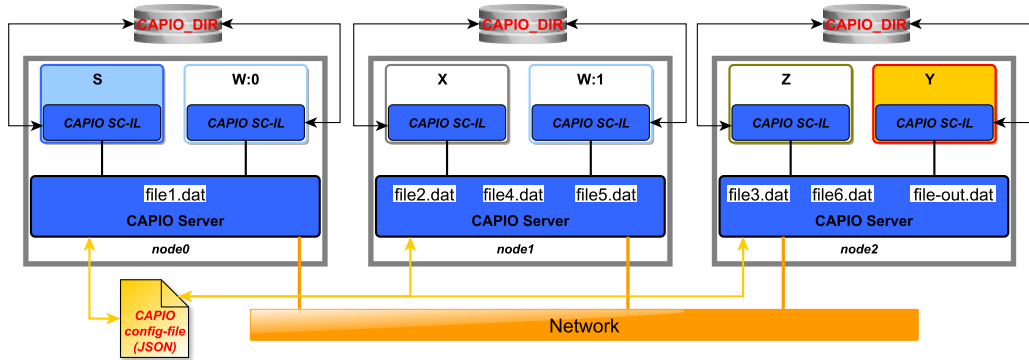 CAPIO_DIR
CAPIO_DIR
CAPIO_DIR
S
W:0
X
W:1
Z
Y
CAPIO SC-IL
CAPIO SC-IL
CAPIO SC-IL
CAPIO SC-IL
CAPIO SC-IL
CAPIO SC-IL
file1.dat
file2.dat
file4.dat
file5.dat
file3.dat
file6.dat
file-out.dat
CAPIO Server
CAPIO Server
CAPIO Server
node0
node1
node2
CAPIO
config-file
(JSON)
Network